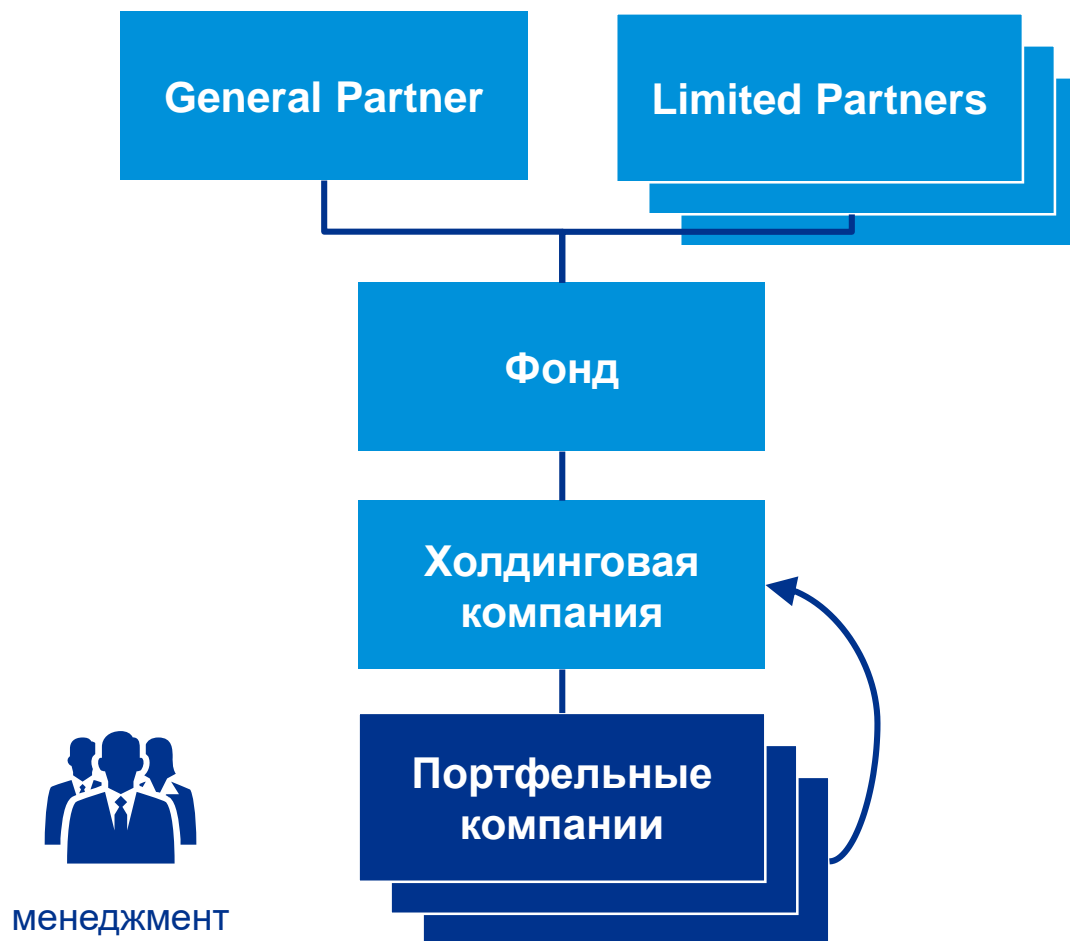 General Partner
Limited Partners
Фонд
Холдинговая
компания
Портфельные
компании
менеджмент